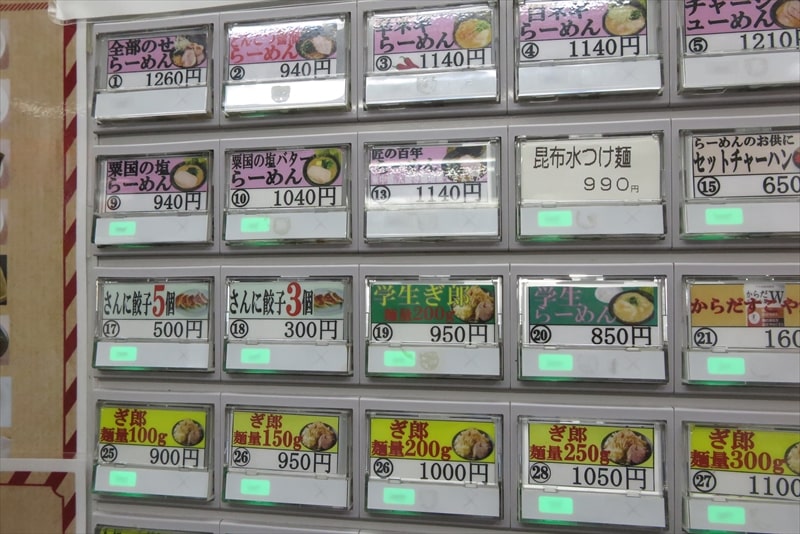 全部のせ
らーめん
① 1260円
② 940円
らーめん
③ 1140円
らーめん
④ 1140円
チャーシ
ューめん
⑤ 1210円
粟国の塩
らーめん
⑨ 940円
粟国の塩バター
らーめん
⑩ 1040円
匠の百年
⑬ 1140円
昆布水つけ麺
990円
らーめんのお供に
セットチャーハン
⑮ 650
さんに餃子5個
⑰ 500円
さんに餃子3個
⑱ 300円
学生ぎ郎
麺量200g
⑲ 950円
学生
らーめん
⑳ 850円
からだW
からだすこや
㉑ 160
ぎ郎
麺量100g
㉕ 900円
ぎ郎
麺量150g
㉖ 950円
ぎ郎
麺量200g
㉖ 1000円
ぎ郎
麺量250g
㉘ 1050円
ぎ郎
麺量300g
㉗ 1100